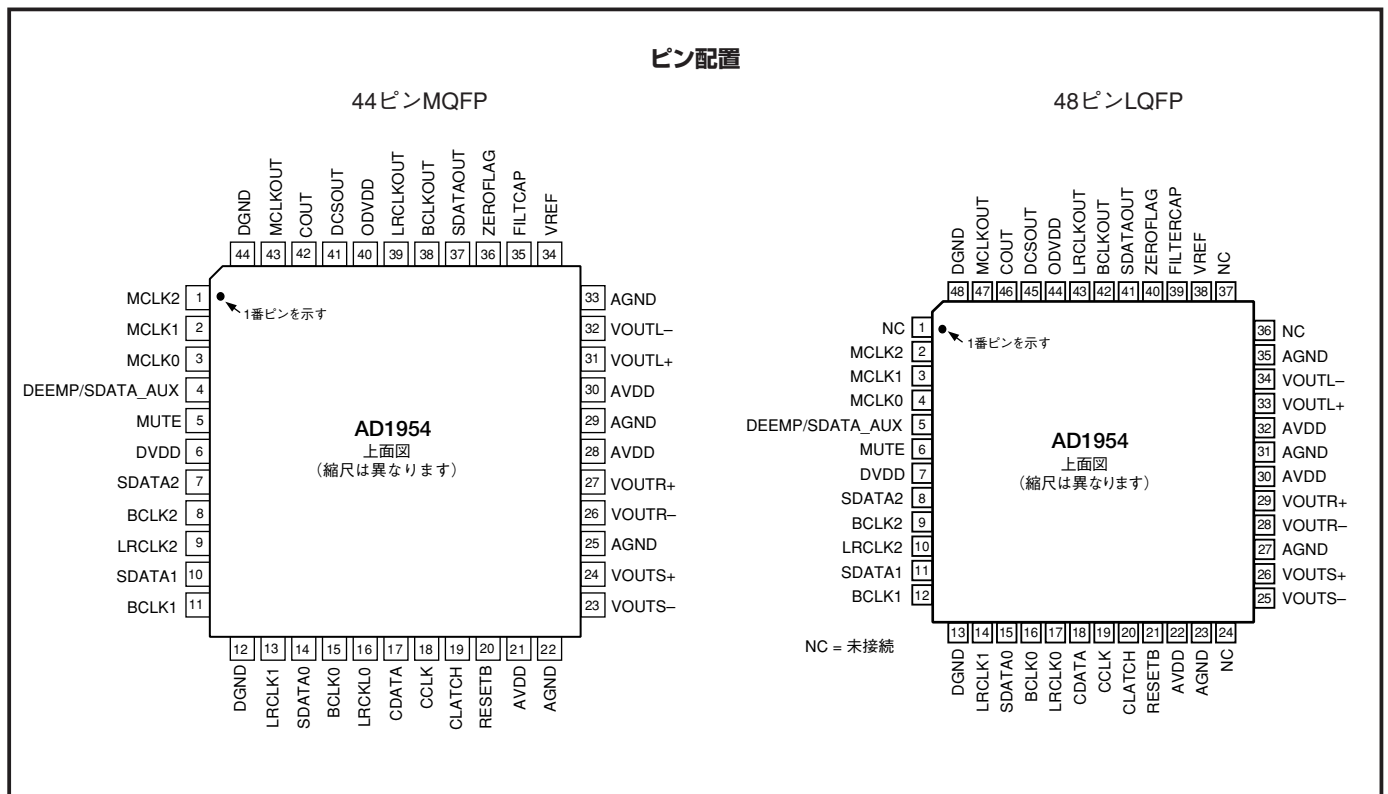 ピン配置
44ピンMQFP
DGND
MCLKOUT
COUT
DCSOUT
ODVDD
LRCLKOUT
BCLKOUT
SDATAOUT
ZEROFLAG
FILTCAP
VREF
44 43 42 41 40 39 38 37 36 35 34
MCLK2 1
MCLK1 2
MCLK0 3
DEEMP/SDATA_AUX 4
MUTE 5
DVDD 6
SDATA2 7
BCLK2 8
LRCLK2 9
SDATA1 10
BCLK1 11
1番ピンを示す
AD1954
上面図
(縮尺は異なります)
33 AGND
32 VOUTL–
31 VOUTL+
30 AVDD
29 AGND
28 AVDD
27 VOUTR+
26 VOUTR–
25 AGND
24 VOUTS+
23 VOUTS–
12 13 14 15 16 17 18 19 20 21 22
DGND
LRCLK1
SDATA0
BCLK0
LRCKL0
CDATA
CCLK
CLATCH
RESETB
AVDD
AGND
48ピンLQFP
DGND
MCLKOUT
COUT
DCSOUT
ODVDD
LRCLKOUT
BCLKOUT
SDATAOUT
ZEROFLAG
FILTERCAP
VREF
NC
48 47 46 45 44 43 42 41 40 39 38 37
NC 1
MCLK2 2
MCLK1 3
MCLK0 4
DEEMP/SDATA_AUX 5
MUTE 6
DVDD 7
SDATA2 8
BCLK2 9
LRCLK2 10
SDATA1 11
BCLK1 12
1番ピンを示す
AD1954
上面図
(縮尺は異なります)
36 NC
35 AGND
34 VOUTL–
33 VOUTL+
32 AVDD
31 AGND
30 AVDD
29 VOUTR+
28 VOUTR–
27 AGND
26 VOUTS+
25 VOUTS–
13 14 15 16 17 18 19 20 21 22 23 24
DGND
LRCLK1
SDATA0
BCLK0
LRCLK0
CDATA
CCLK
CLATCH
RESETB
AVDD
AGND
NC
NC = 未接続